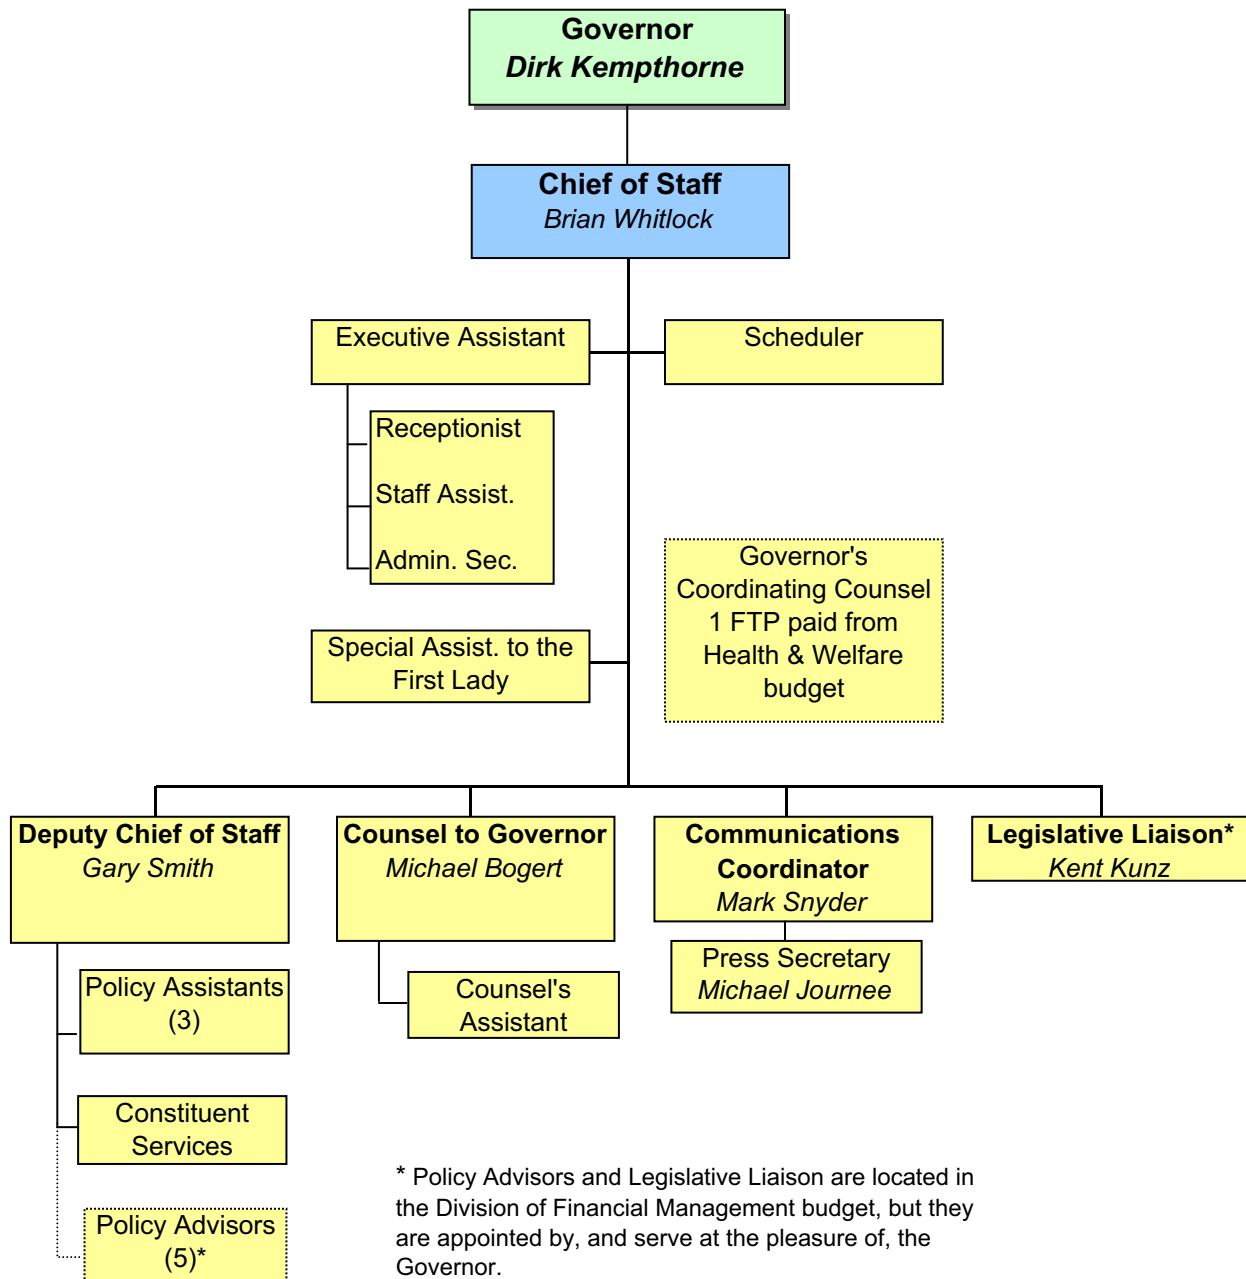 Governor
Dirk Kempthorne
Chief of Staff
Brian Whitlock
Executive Assistant
Scheduler
Receptionist
Staff Assist.
Admin. Sec.
Governor's
Coordinating Counsel
1 FTP paid from
Health & Welfare
budget
Special Assist. to the
First Lady
Deputy Chief of Staff
Gary Smith
Counsel to Governor
Michael Bogert
Communications
Coordinator
Mark Snyder
Legislative Liaison*
Kent Kunz
Policy Assistants
(3)
Counsel's
Assistant
Press Secretary
Michael Journee
Constituent
Services
Policy Advisors
(5)*
* Policy Advisors and Legislative Liaison are located in
the Division of Financial Management budget, but they
are appointed by, and serve at the pleasure of, the
Governor.